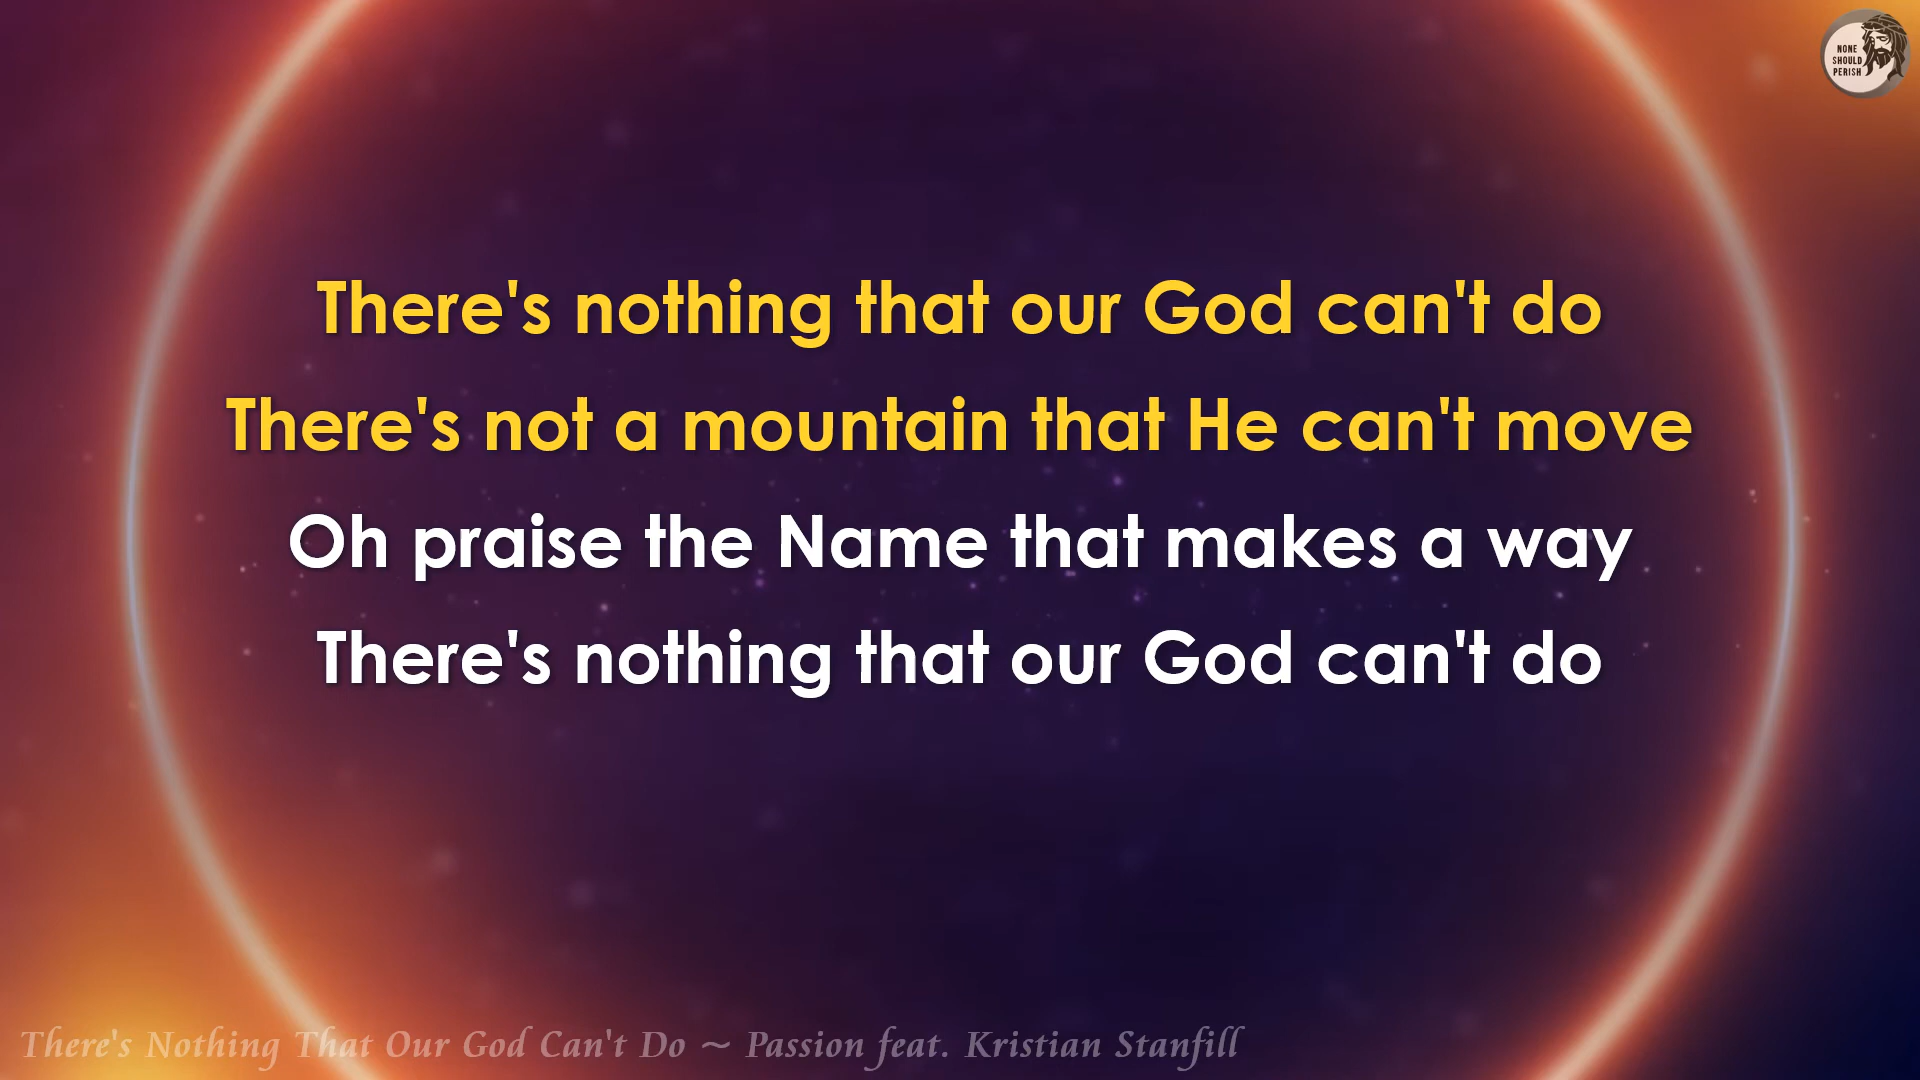 NONE
SHOULD
PERISH
There's nothing that our God can't do
There's not a mountain that He can't move
Oh praise the Name that makes a way
There's nothing that our God can't do
There's Nothing That Our God Can't Do ~ Passion feat. Kristian Stanfill